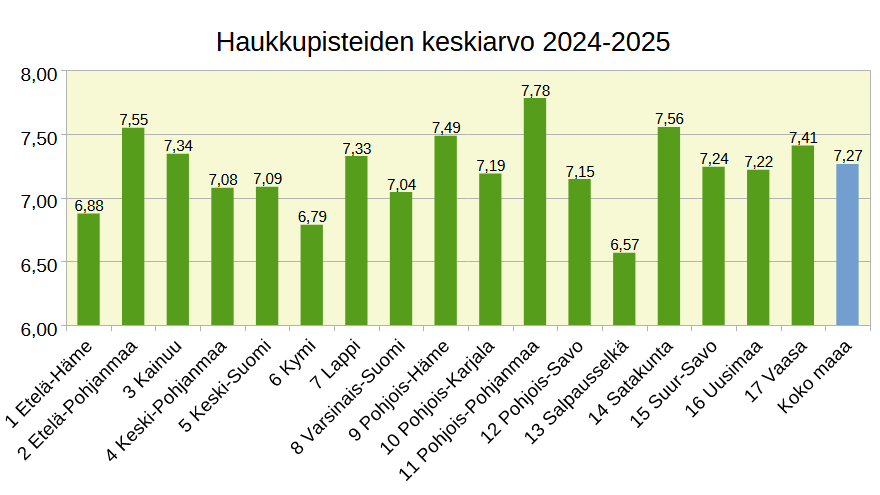 Haukkupisteiden keskiarvo 2024-2025
8,00
7,50
7,00
6,50
6,00
6,88
7,55
7,34
7,08
7,09
6,79
7,33
7,04
7,49
7,19
7,78
7,15
6,57
7,56
7,24
7,22
7,41
7,27
1 Etelä-Häme
2 Etelä-Pohjanmaa
3 Kainuu
4 Keski-Pohjanmaa
5 Keski-Suomi
6 Kymi
7 Lappi
8 Varsinais-Suomi
9 Pohjois-Häme
10 Pohjois-Karjala
11 Pohjois-Pohjanmaa
12 Pohjois-Savo
13 Salpausselkä
14 Satakunta
15 Suur-Savo
16 Uusimaa
17 Vaasa
Koko maaa